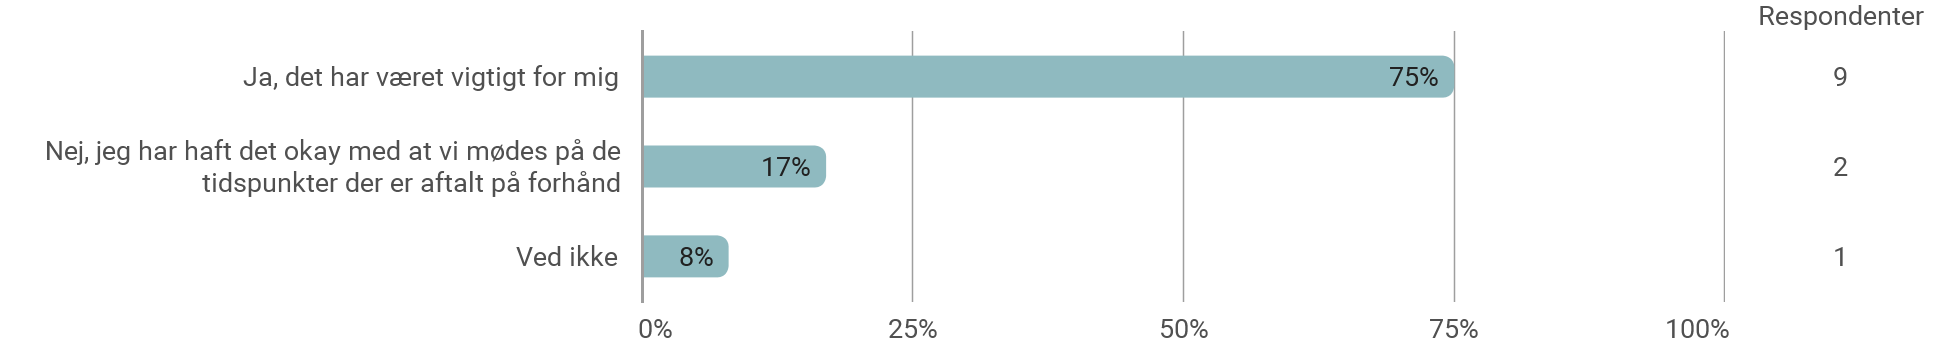 Respondenter
Ja, det har været vigtigt for mig
75%
9
Nej, jeg har haft det okay med at vi mødes på de
tidspunkter der er aftalt på forhånd
17%
2
Ved ikke
8%
1
0%
25%
50%
75%
100%